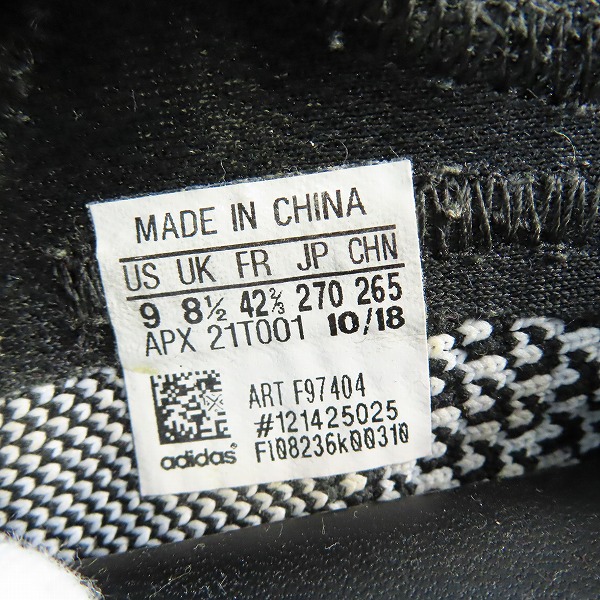 MADE IN CHINA
US UK FR JP CHN
9 8½ 42⅔ 270 265
APX 21T001 10/18
ART F97404
#121425025
adidas F108236k00310